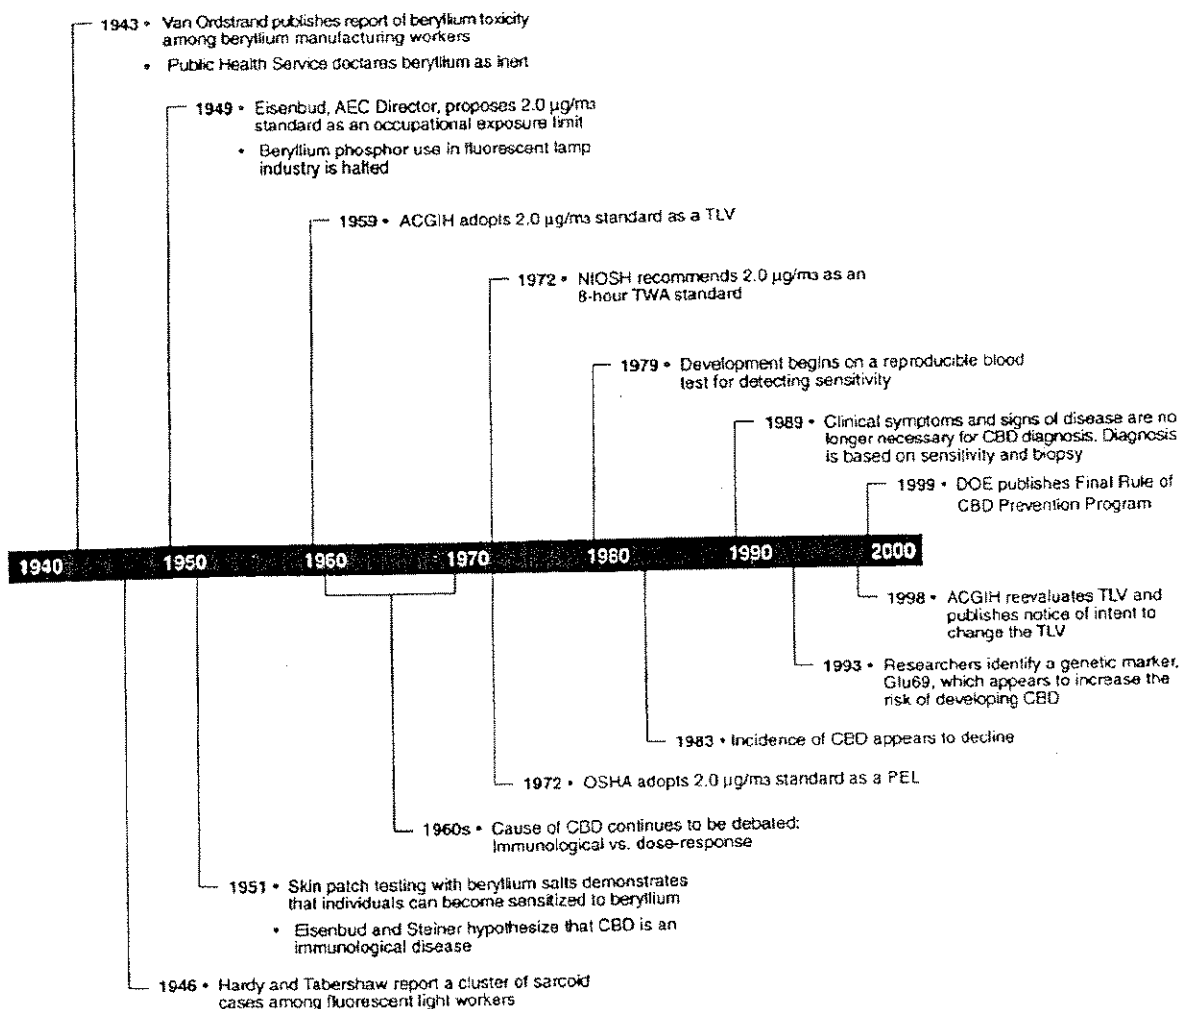 1943 • Van Ordstrand publishes report of beryllium toxicity
among beryllium manufacturing workers
• Public Health Service doctares beryllium as inert
1949 • Eisenbud, AEC Director, proposes 2.0 µg/m3
standard as an occupational exposure limit
• Beryllium phosphor use in fluorescent lamp
industry is halted
1959 • ACGIH adopts 2.0 µg/m3 standard as a TLV
1972 • NIOSH recommends 2.0 µg/m3 as an
8-hour TWA standard
1979 • Development begins on a reproducible blood
test for detecting sensitivity
1989 • Clinical symptoms and signs of disease are no
longer necessary for CBD diagnosis. Diagnosis
is based on sensitivity and biopsy
1999 • DOE publishes Final Rule of
CBD Prevention Program
1940 1950 1960 1970 1980 1990 2000
1998 • ACGIH reevaluates TLV and
publishes notice of intent to
change the TLV
1993 • Researchers identify a genetic marker,
Glu69, which appears to increase the
risk of developing CBD
1983 • Incidence of CBD appears to decline
1972 • OSHA adopts 2.0 µg/m3 standard as a PEL
1960s • Cause of CBD continues to be debated:
Immunological vs. dose-response
1951 • Skin patch testing with beryllium salts demonstrates
that individuals can become sensitized to beryllium
• Eisenbud and Steiner hypothesize that CBD is an
immunological disease
1946 • Hardy and Tabershaw report a cluster of sarcoid
cases among fluorescent light workers